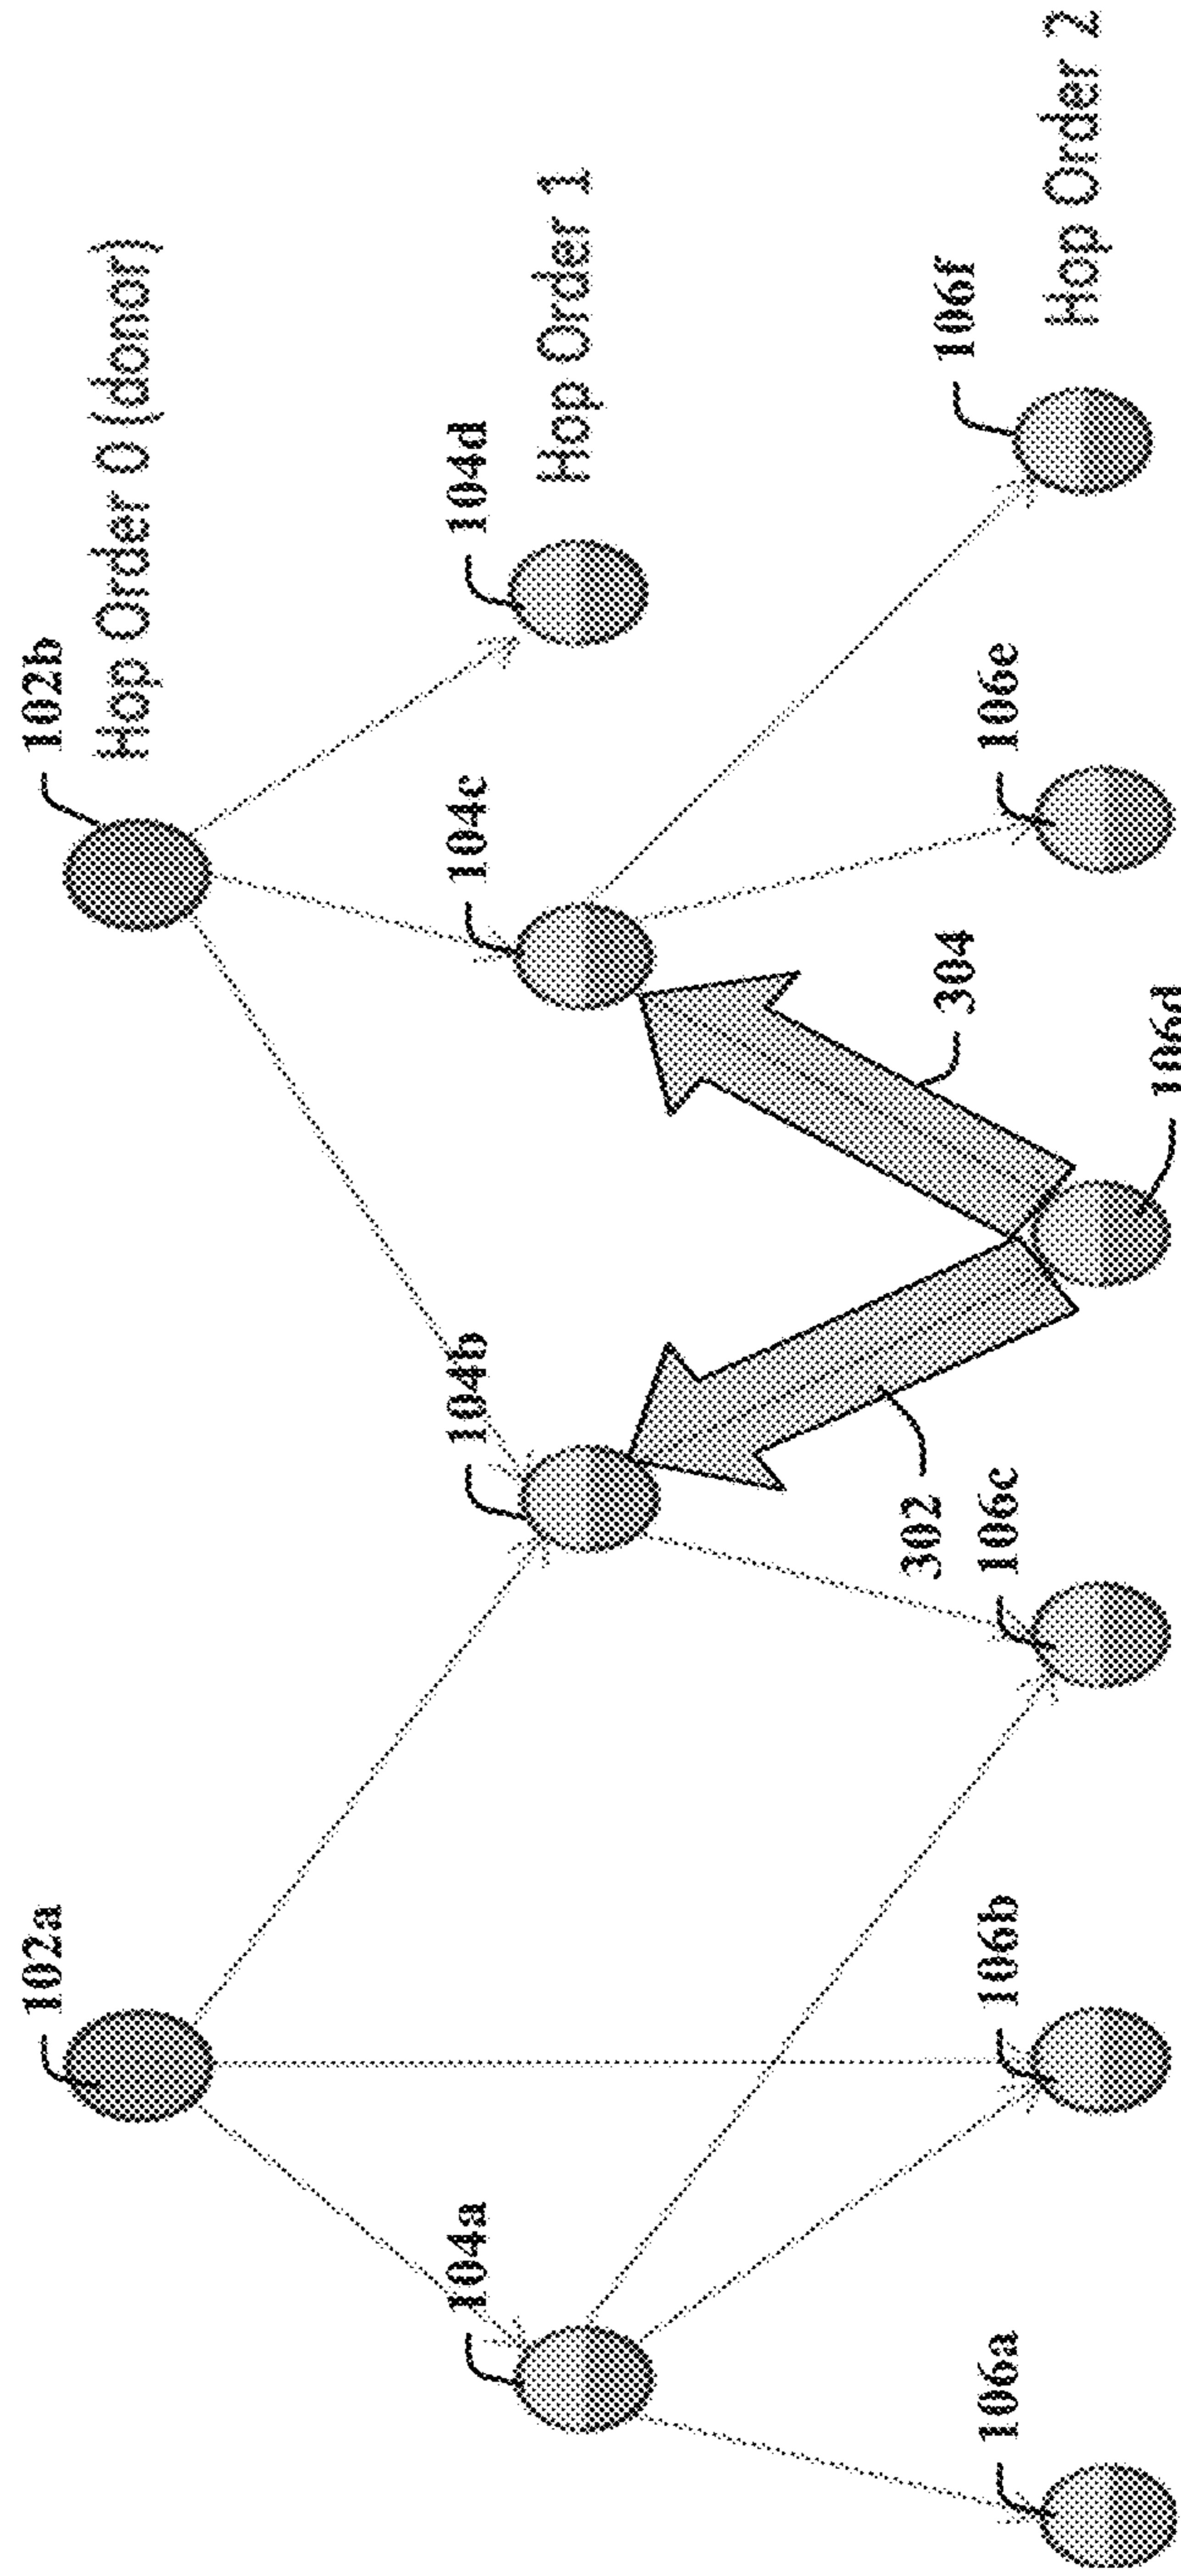 102a
102b
Hop Order 0 (donor)
104a
104b
104c
104d
Hop Order 1
302
304
106a
106b
106c
106d
106e
106f
Hop Order 2